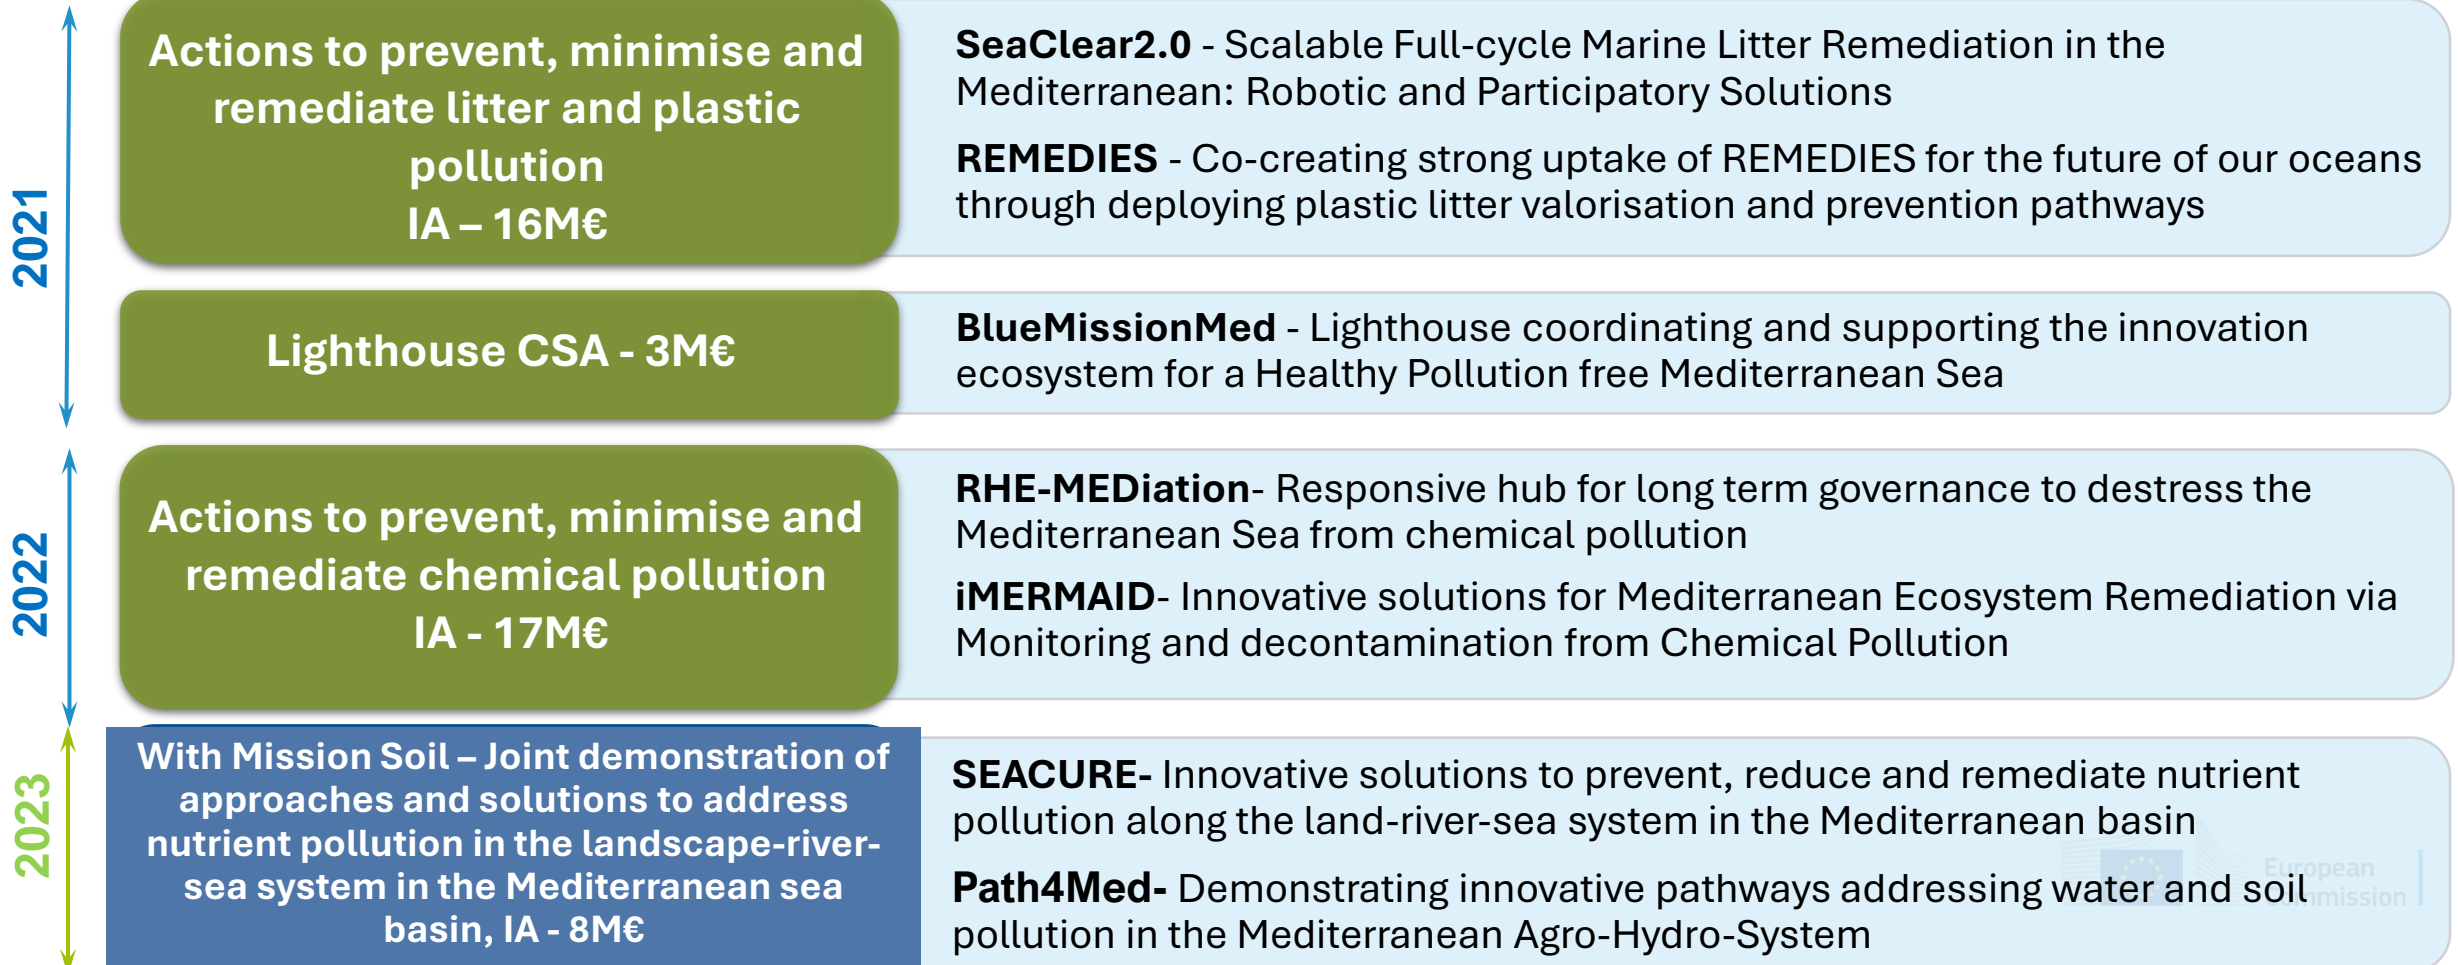 2021
Actions to prevent, minimise and
remediate litter and plastic
pollution
IA – 16M€
SeaClear2.0 - Scalable Full-cycle Marine Litter Remediation in the
Mediterranean: Robotic and Participatory Solutions
REMEDIES - Co-creating strong uptake of REMEDIES for the future of our oceans
through deploying plastic litter valorisation and prevention pathways
Lighthouse CSA - 3M€
BlueMissionMed - Lighthouse coordinating and supporting the innovation
ecosystem for a Healthy Pollution free Mediterranean Sea
2022
Actions to prevent, minimise and
remediate chemical pollution
IA - 17M€
RHE-MEDiation- Responsive hub for long term governance to destress the
Mediterranean Sea from chemical pollution
iMERMAID- Innovative solutions for Mediterranean Ecosystem Remediation via
Monitoring and decontamination from Chemical Pollution
2023
With Mission Soil – Joint demonstration of
approaches and solutions to address
nutrient pollution in the landscape-river-
sea system in the Mediterranean sea
basin, IA - 8M€
SEACURE- Innovative solutions to prevent, reduce and remediate nutrient
pollution along the land-river-sea system in the Mediterranean basin
Path4Med- Demonstrating innovative pathways addressing water and soil
pollution in the Mediterranean Agro-Hydro-System
European
Commission